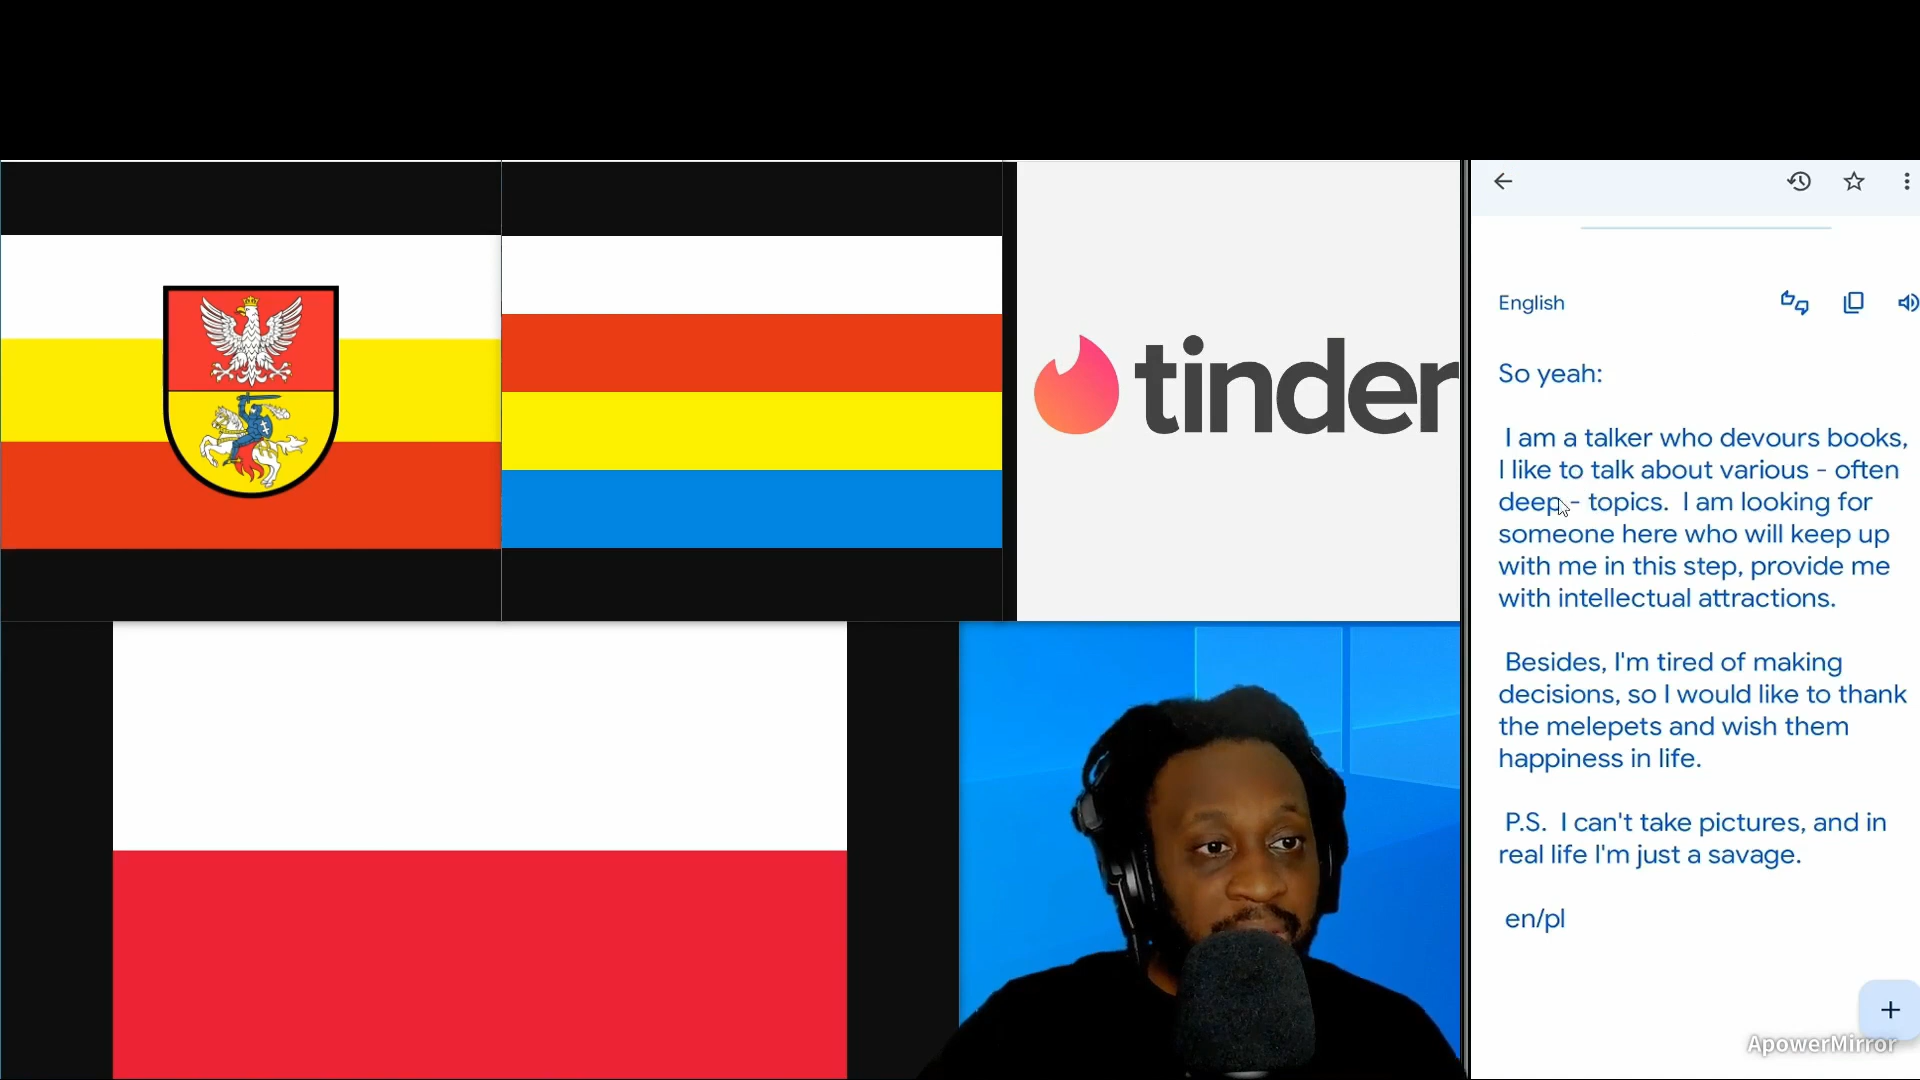 tinder
English
So yeah:
I am a talker who devours books,
I like to talk about various - often
deep - topics. I am looking for
someone here who will keep up
with me in this step, provide me
with intellectual attractions.
Besides, I'm tired of making
decisions, so I would like to thank
the melepets and wish them
happiness in life.
P.S. I can't take pictures, and in
real life I'm just a savage.
en/pl
ApowerMirror